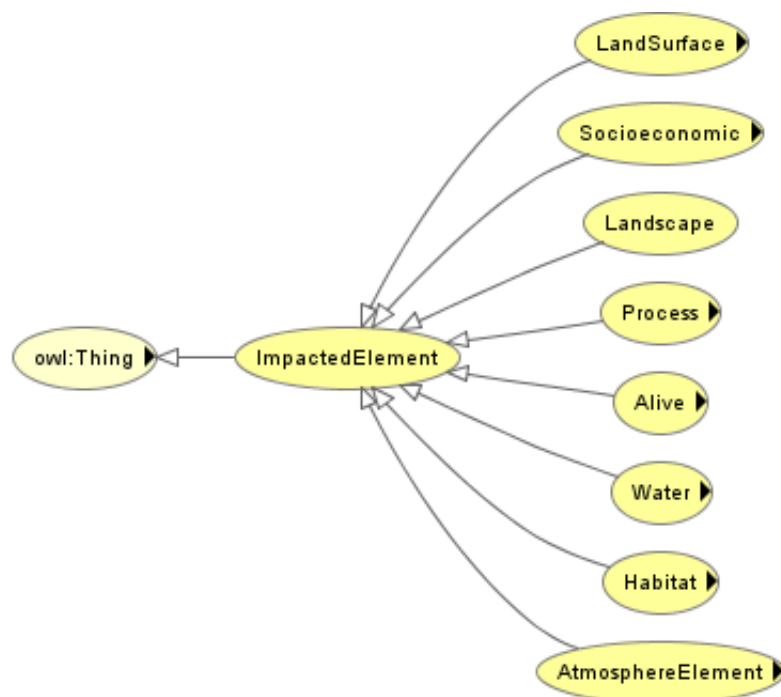 LandSurface
Socioeconomic
Landscape
Process
owl:Thing
ImpactedElement
Alive
Water
Habitat
AtmosphereElement